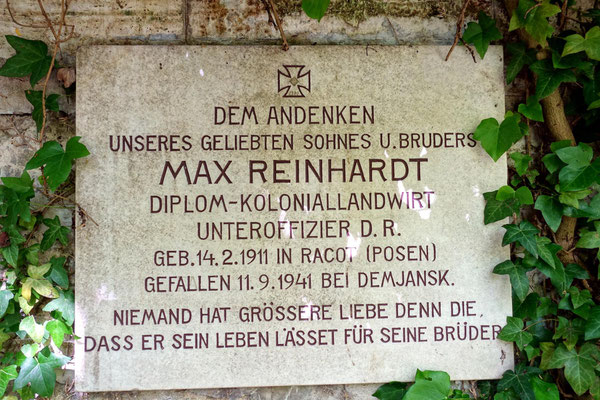 DEM ANDENKEN
UNSERES GELIEBTEN SOHNES U. BRUDERS
MAX REINHARDT
DIPLOM-KOLONIALLANDWIRT
UNTEROFFIZIER D. R.
GEB. 14. 2. 1911 IN RACOT (POSEN)
GEFALLEN 11. 9. 1941 BEI DEMJANSK.
NIEMAND HAT GRÖSSERE LIEBE DENN DIE,
DASS ER SEIN LEBEN LÄSSET FÜR SEINE BRÜDER